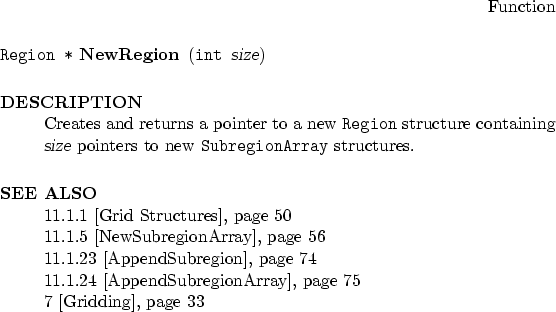 Function
Region * NewRegion (int size)
DESCRIPTION
Creates and returns a pointer to a new Region structure containing
size pointers to new SubregionArray structures.
SEE ALSO
11.1.1 [Grid Structures], page 50
11.1.5 [NewSubregionArray], page 56
11.1.23 [AppendSubregion], page 74
11.1.24 [AppendSubregionArray], page 75
7 [Gridding], page 33